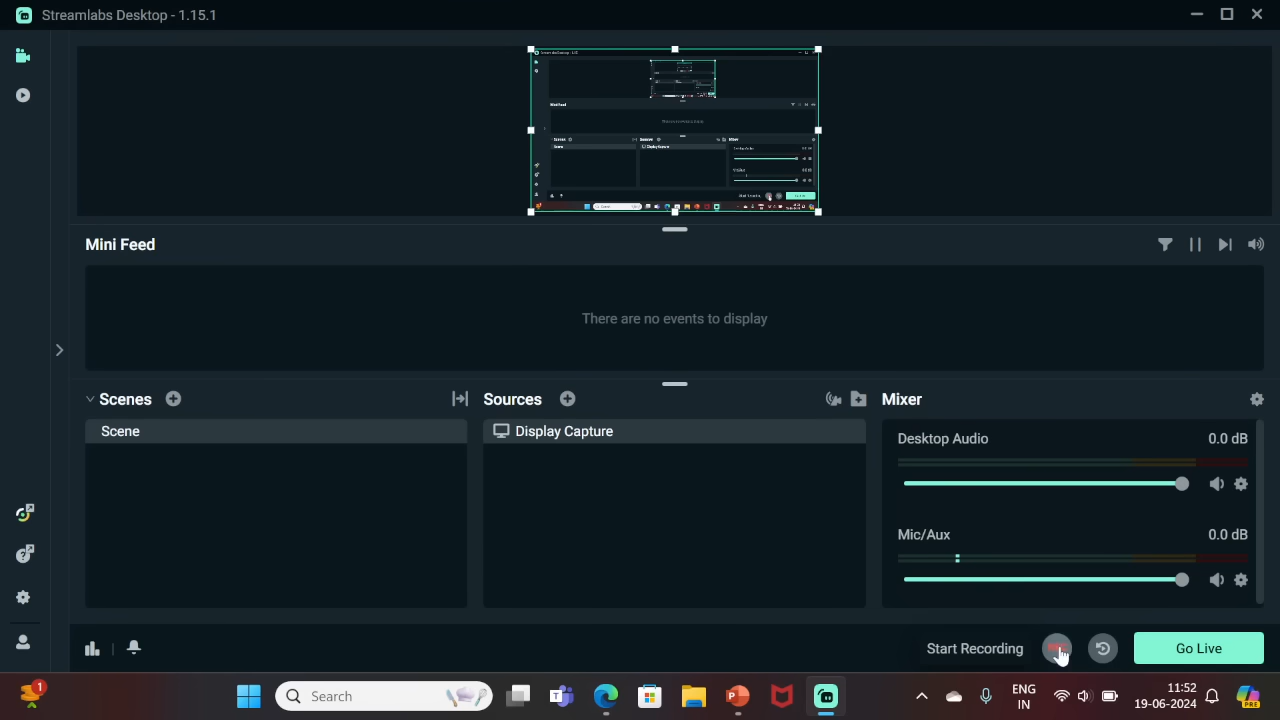 Streamlabs Desktop - 1.15.1
Mini Feed
There are no events to display
Scenes
Sources
Mixer
Scene
Display Capture
Desktop Audio
0.0 dB
Mic/Aux
0.0 dB
Start Recording
Go Live
1
Search
ENG
IN
11:52
19-06-2024
PRE